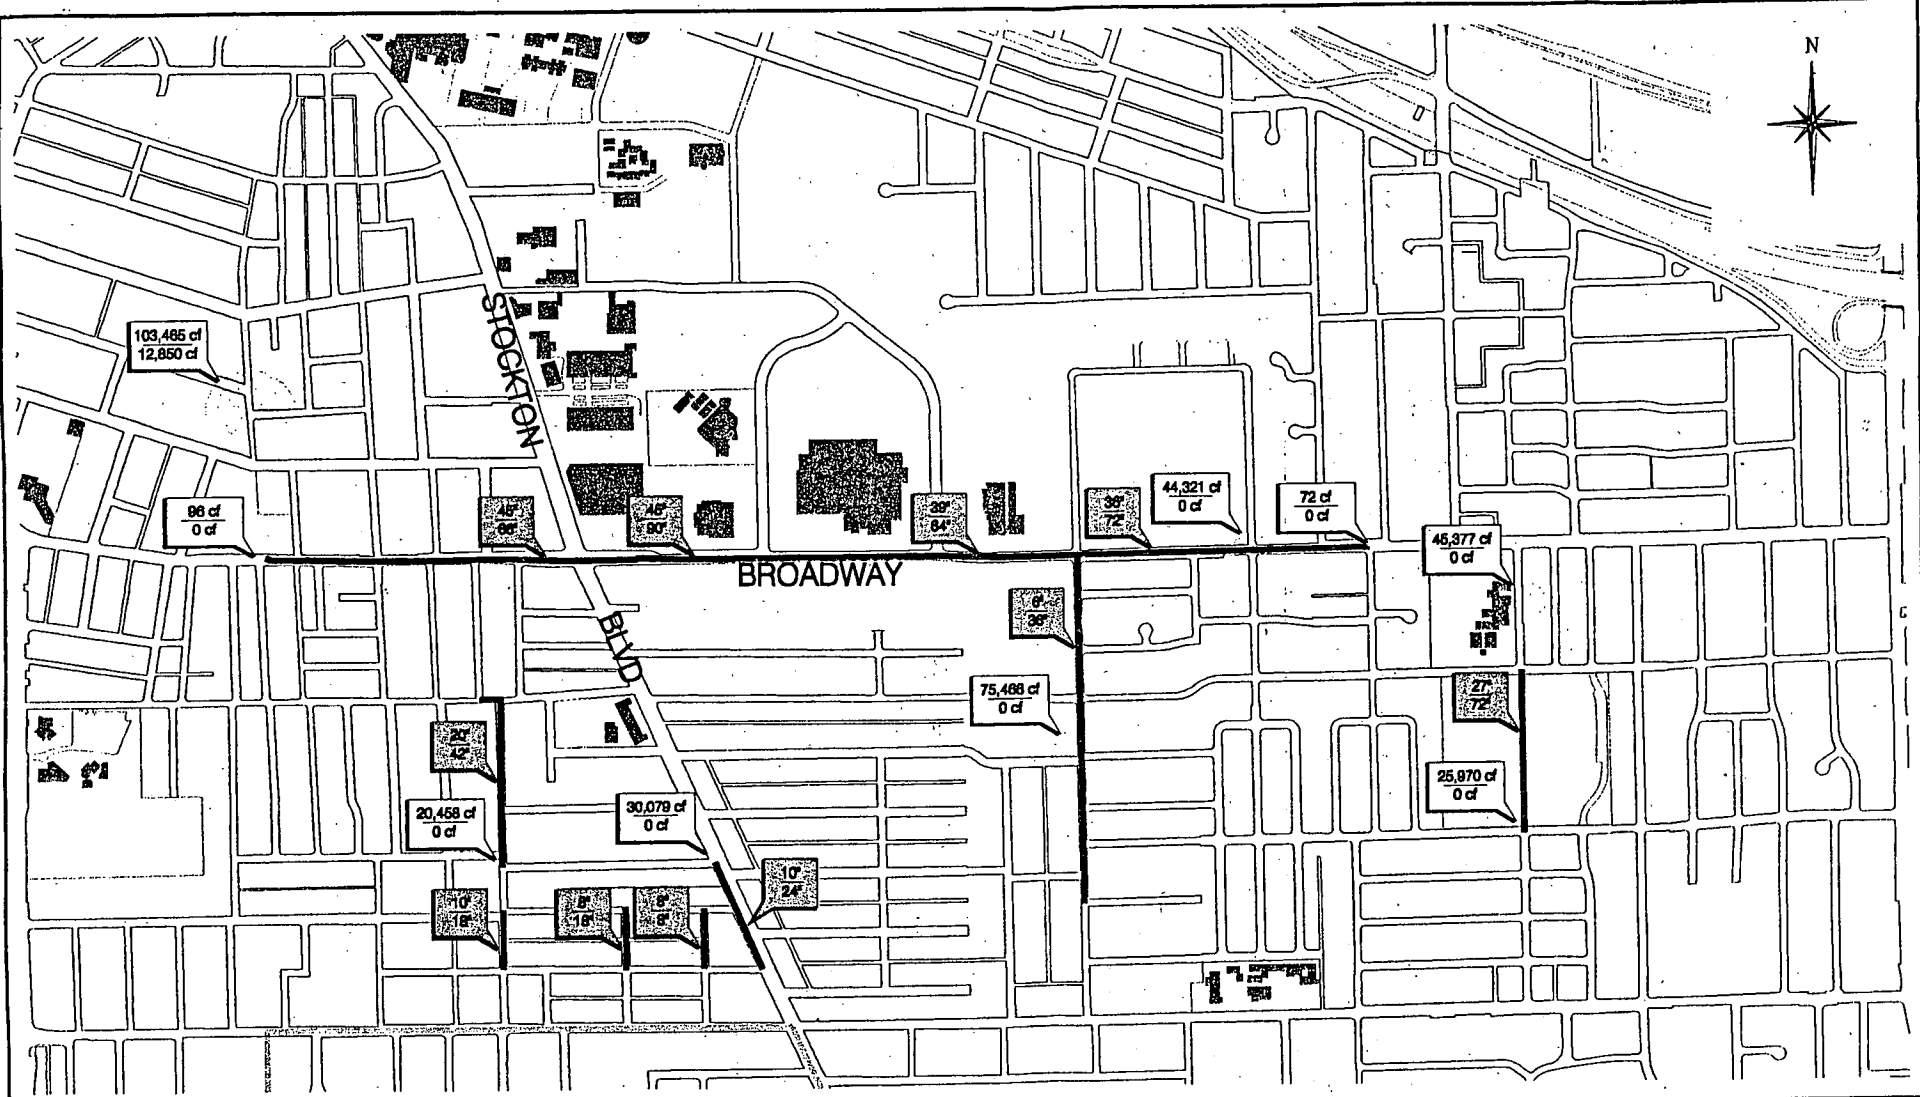 N
STOCKTON
103,465 cf
12,850 cf
96 cf
0 cf
48"
66"
48"
90"
39"
84"
36"
72"
44,321 cf
0 cf
72 cf
0 cf
45,377 cf
0 cf
BROADWAY
6"
36"
BLVD
75,466 cf
0 cf
27"
72"
20"
42"
25,970 cf
0 cf
20,458 cf
0 cf
30,079 cf
0 cf
10"
24"
10"
18"
8"
18"
8"
8"